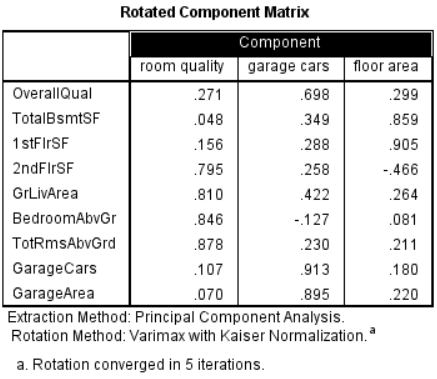 Rotated Component Matrix
Component
room quality garage cars floor area
OverallQual .271 .698 .299
TotalBsmtSF .048 .349 .859
1stFlrSF .156 .288 .905
2ndFlrSF .795 .258 -.466
GrLivArea .810 .422 .264
BedroomAbvGr .846 -.127 .081
TotRmsAbvGrd .878 .230 .211
GarageCars .107 .913 .180
GarageArea .070 .895 .220
Extraction Method: Principal Component Analysis.
Rotation Method: Varimax with Kaiser Normalization.a
a. Rotation converged in 5 iterations.